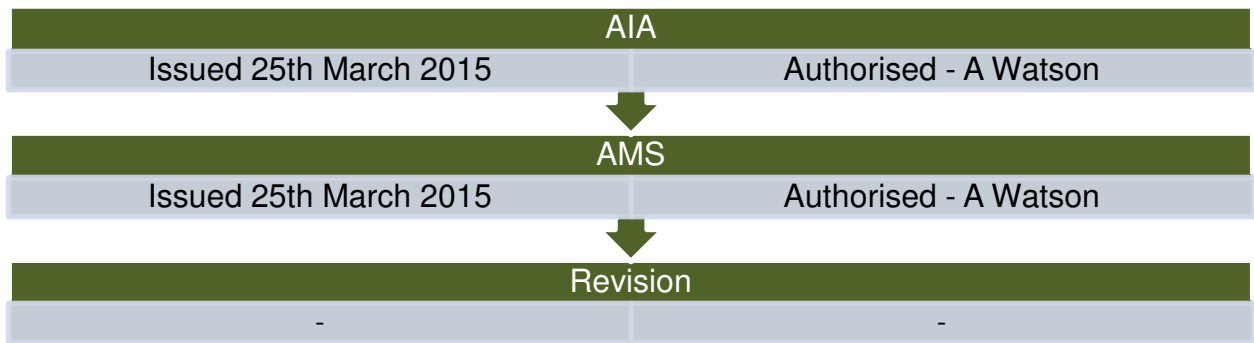 AIA
Issued 25th March 2015 Authorised - A Watson
AMS
Issued 25th March 2015 Authorised - A Watson
Revision
- -